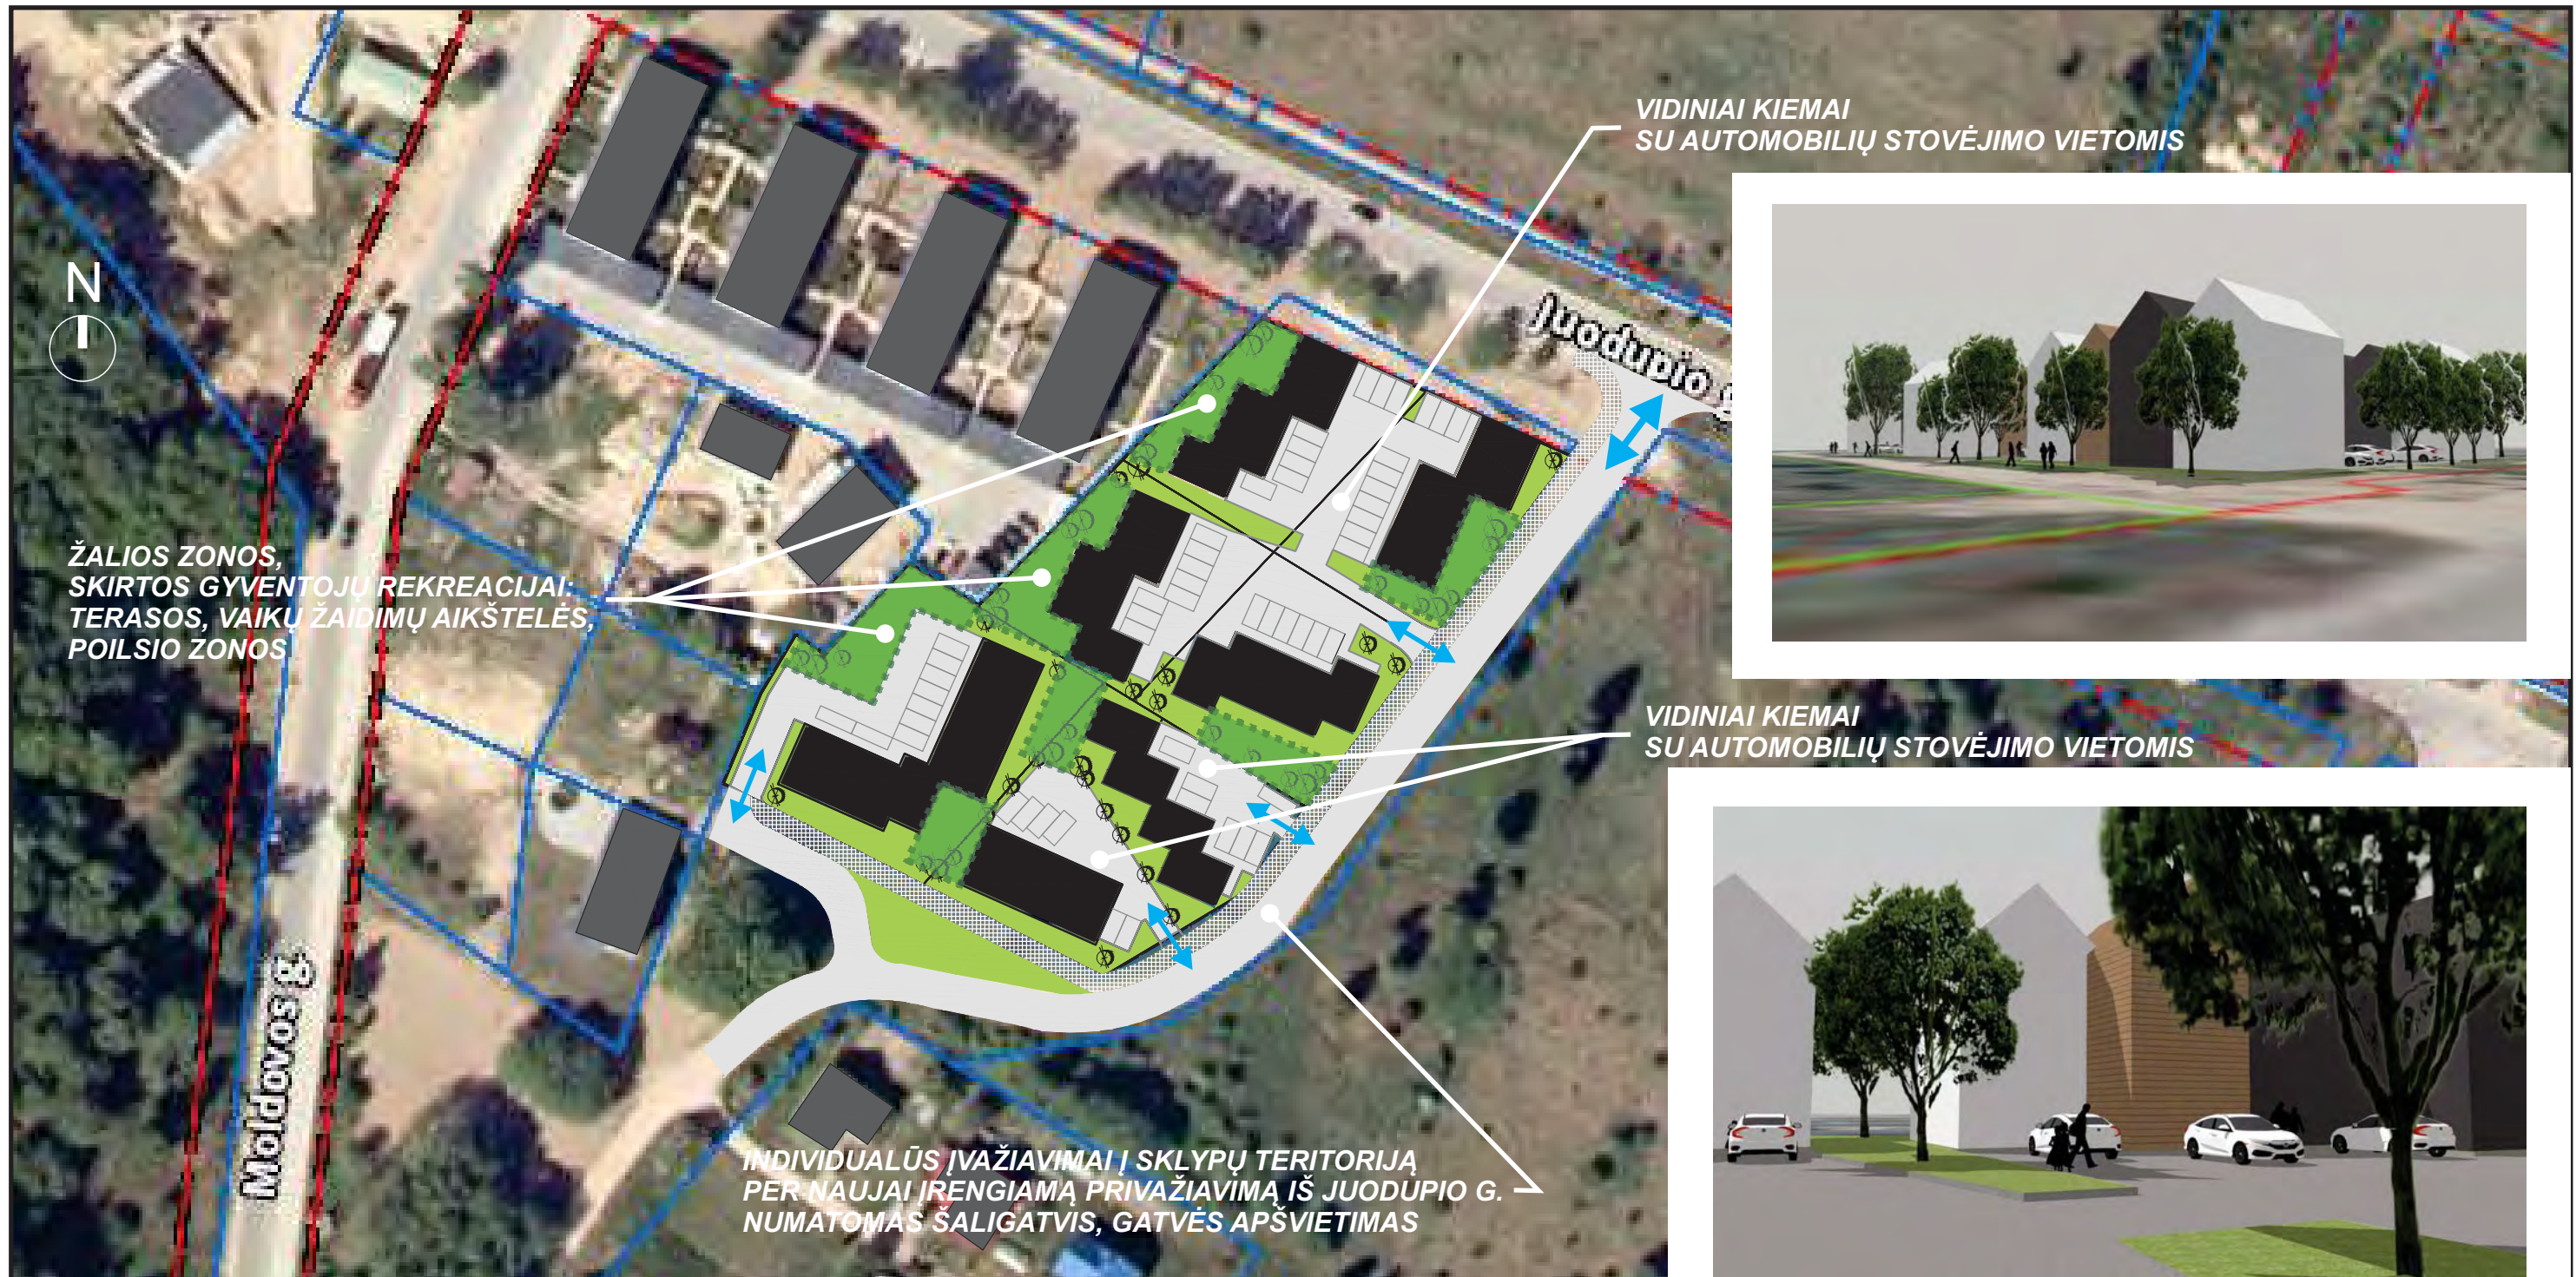 VIDINIAI KIEMAI
SU AUTOMOBILIŲ STOVĖJIMO VIETOMIS
N
Juodupio g
ŽALIOS ZONOS,
SKIRTOS GYVENTOJŲ REKREACIJAI:
TERASOS, VAIKŲ ŽAIDIMŲ AIKŠTELĖS,
POILSIO ZONOS
VIDINIAI KIEMAI
SU AUTOMOBILIŲ STOVĖJIMO VIETOMIS
Moldovos g
INDIVIDUALŪS ĮVAŽIAVIMAI Į SKLYPŲ TERITORIJĄ
PER NAUJAI ĮRENGIAMĄ PRIVAŽIAVIMĄ IŠ JUODUPIO G.
NUMATOMAS ŠALIGATVIS, GATVĖS APŠVIETIMAS